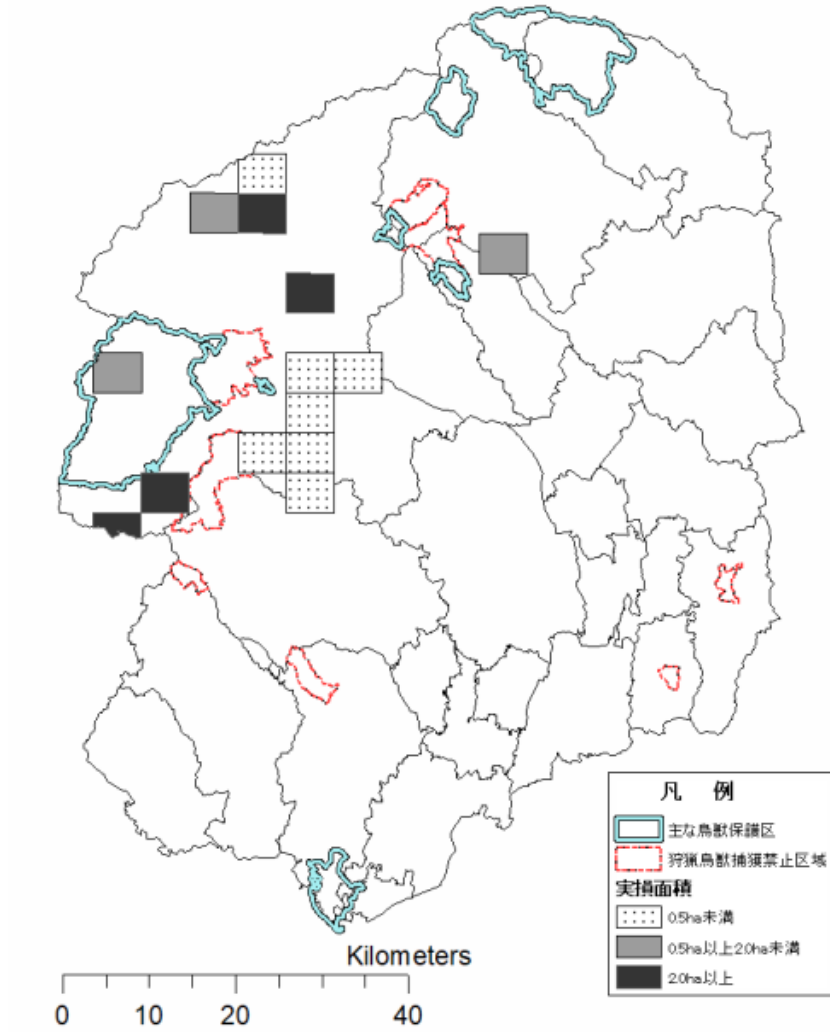 凡 例
主な鳥獣保護区
狩猟鳥獣捕獲禁止区域
実損面積
0.5ha未満
0.5ha以上2.0ha未満
2.0ha以上
Kilometers
0 10 20 40